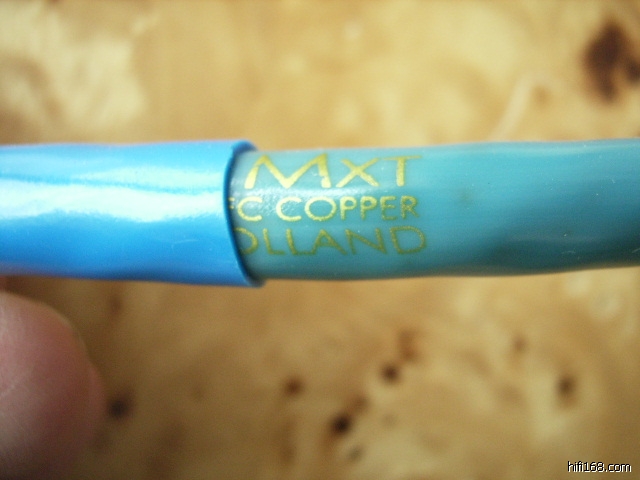 MXT
C COPPER
OLLAND
hifi168.com